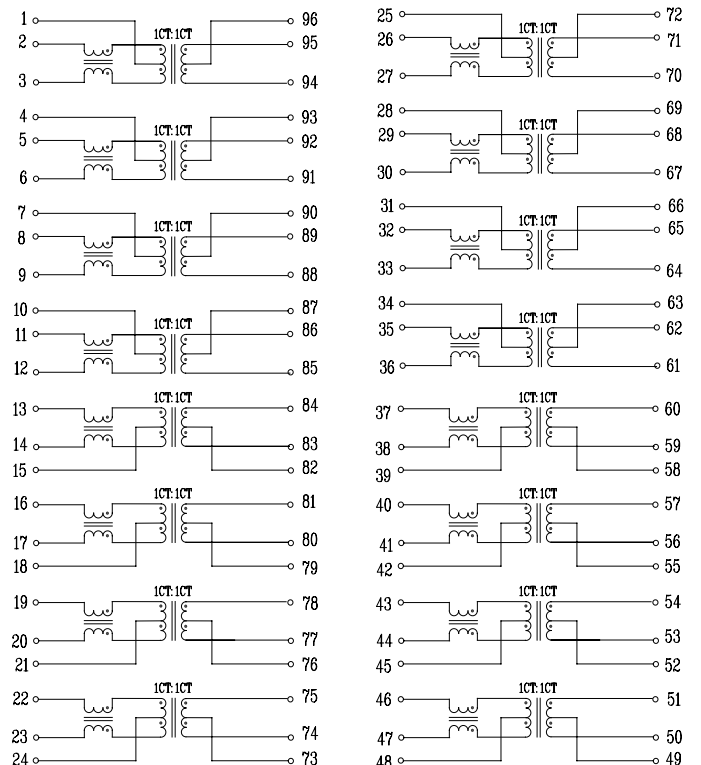 1 1CT:1CT 96
2 95
3 94
4 1CT:1CT 93
5 92
6 91
7 1CT:1CT 90
8 89
9 88
10 1CT:1CT 87
11 86
12 85
1CT:1CT
13 84
14 83
15 82
1CT:1CT
16 81
17 80
18 79
1CT:1CT
19 78
20 77
21 76
1CT:1CT
22 75
23 74
24 73
25 1CT:1CT 72
26 71
27 70
28 1CT:1CT 69
29 68
30 67
31 1CT:1CT 66
32 65
33 64
34 1CT:1CT 63
35 62
36 61
1CT:1CT
37 60
38 59
39 58
1CT:1CT
40 57
41 56
42 55
1CT:1CT
43 54
44 53
45 52
1CT:1CT
46 51
47 50
48 49